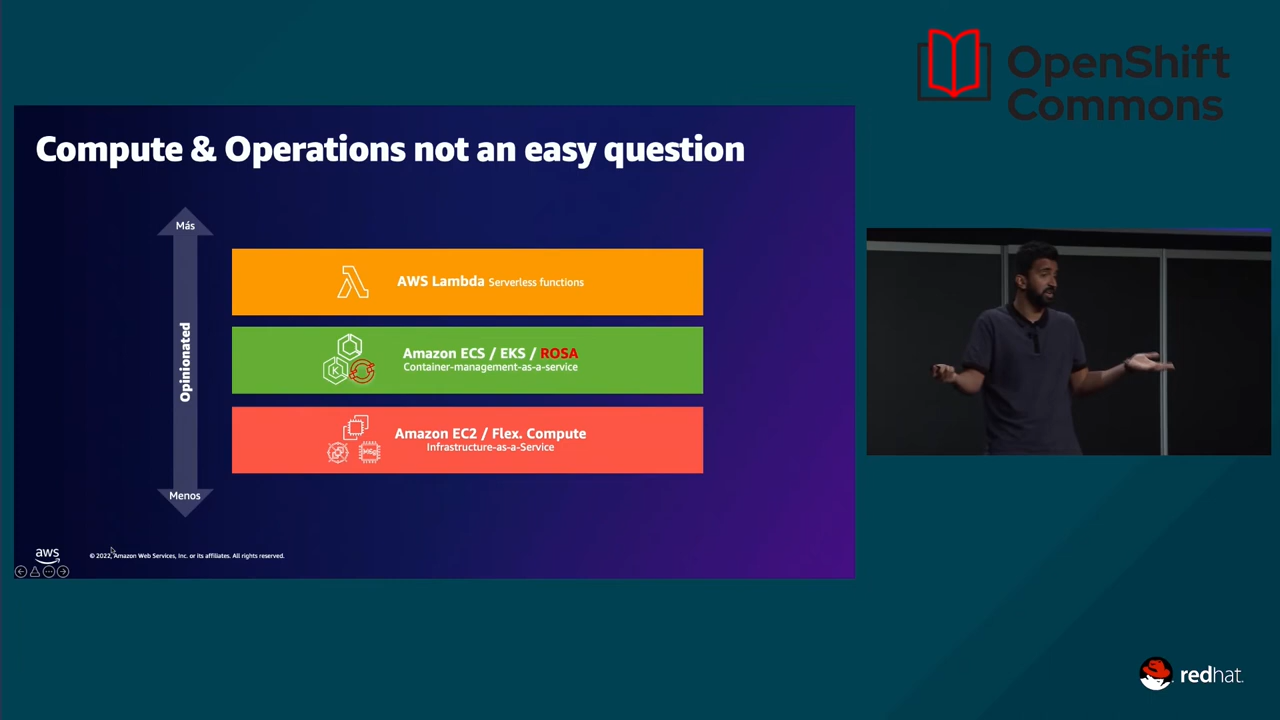 OpenShift
Commons
Compute & Operations not an easy question
Más
Opinionated
Menos
AWS Lambda Serverless functions
Amazon ECS / EKS / ROSA
Container-management-as-a-service
Amazon EC2 / Flex. Compute
Infrastructure-as-a-Service
aws
© 2022, Amazon Web Services, Inc. or its affiliates. All rights reserved.
redhat.